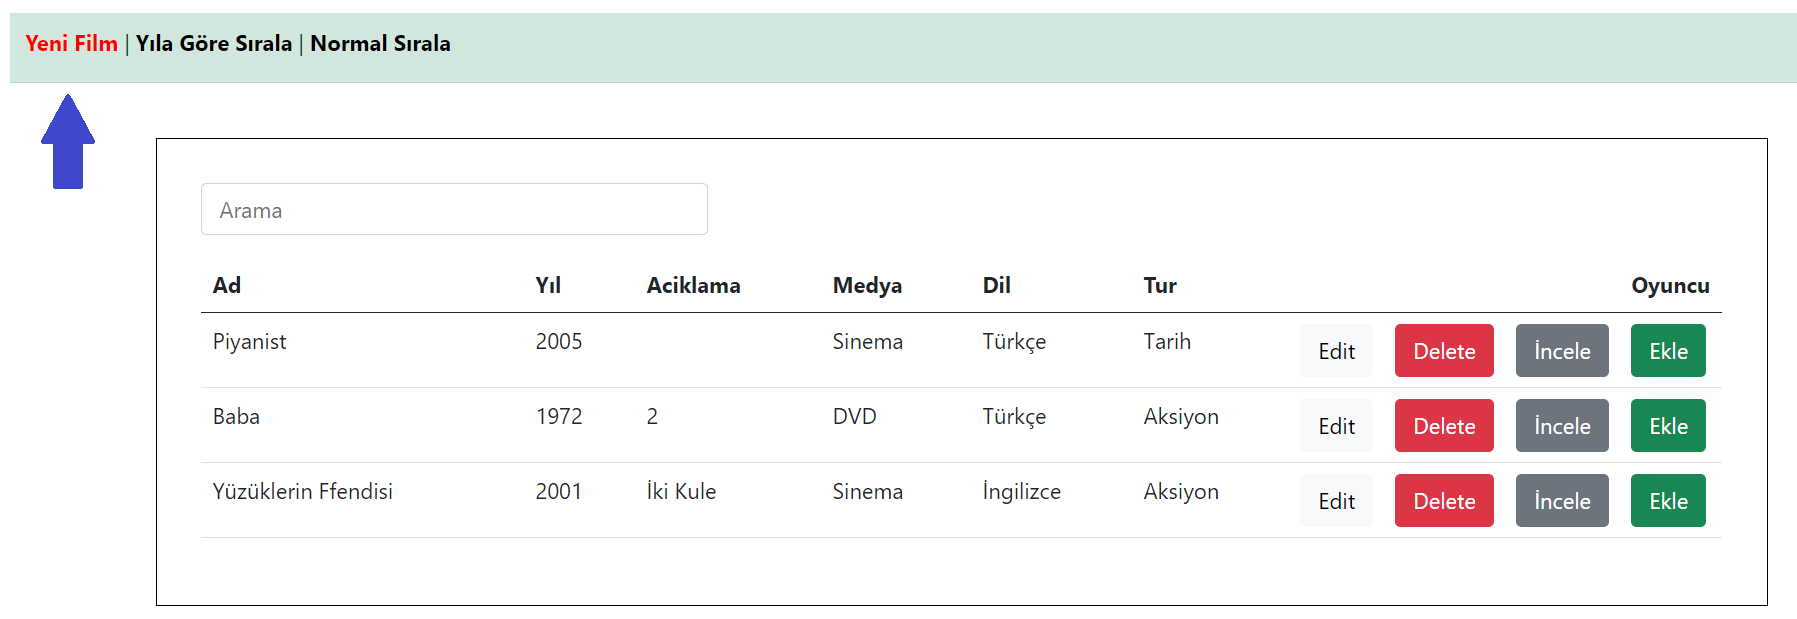 Yeni Film | Yıla Göre Sırala | Normal Sırala
Arama
Ad Yıl Aciklama Medya Dil Tur Oyuncu
Piyanist 2005 Sinema Türkçe Tarih Edit Delete İncele Ekle
Baba 1972 2 DVD Türkçe Aksiyon Edit Delete İncele Ekle
Yüzüklerin Ffendisi 2001 İki Kule Sinema İngilizce Aksiyon Edit Delete İncele Ekle